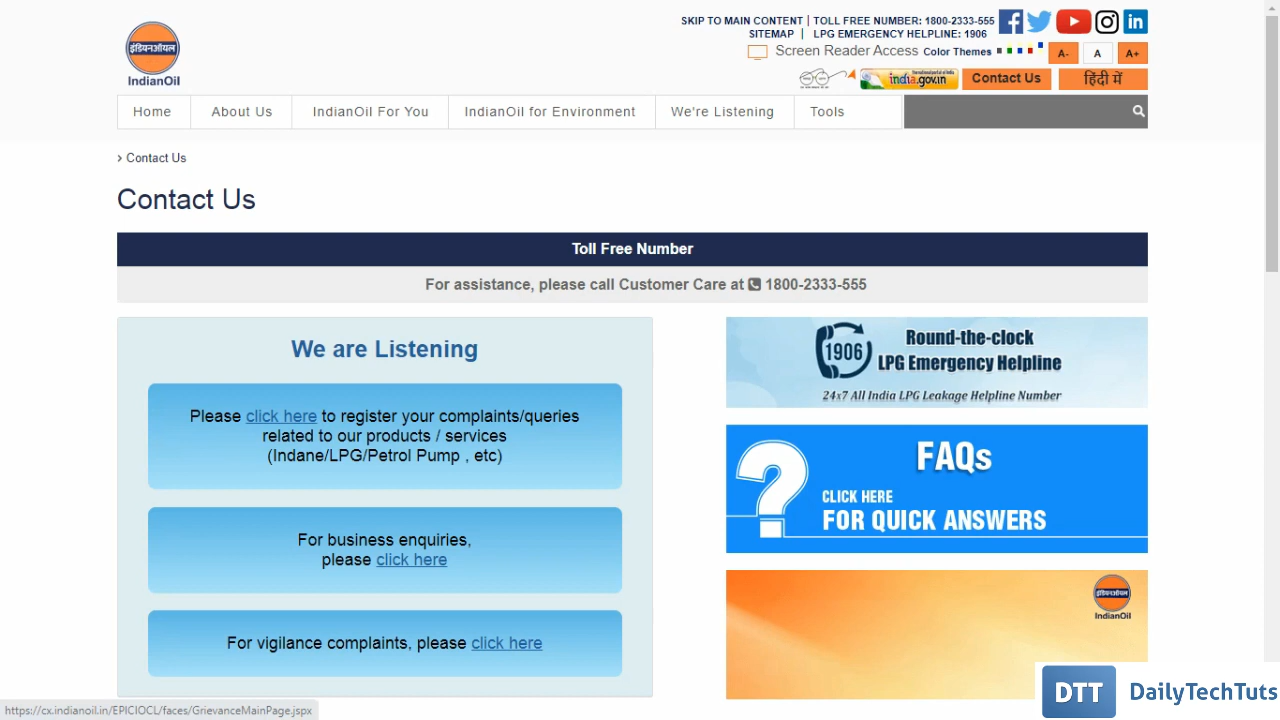 SKIP TO MAIN CONTENT | TOLL FREE NUMBER: 1800-2333-555
SITEMAP | LPG EMERGENCY HELPLINE: 1906
इंडियनऑयल
IndianOil
Screen Reader Access Color Themes A- A A+
india.gov.in Contact Us हिंदी में
Home About Us IndianOil For You IndianOil for Environment We're Listening Tools
› Contact Us
Contact Us
Toll Free Number
For assistance, please call Customer Care at 1800-2333-555
We are Listening
Please click here to register your complaints/queries
related to our products / services
(Indane/LPG/Petrol Pump , etc)
For business enquiries,
please click here
For vigilance complaints, please click here
1906
Round-the-clock
LPG Emergency Helpline
24x7 All India LPG Leakage Helpline Number
FAQs
CLICK HERE
FOR QUICK ANSWERS
इंडियनऑयल
IndianOil
https://cx.indianoil.in/EPICIOCL/faces/GrievanceMainPage.jspx
DTT DailyTechTuts